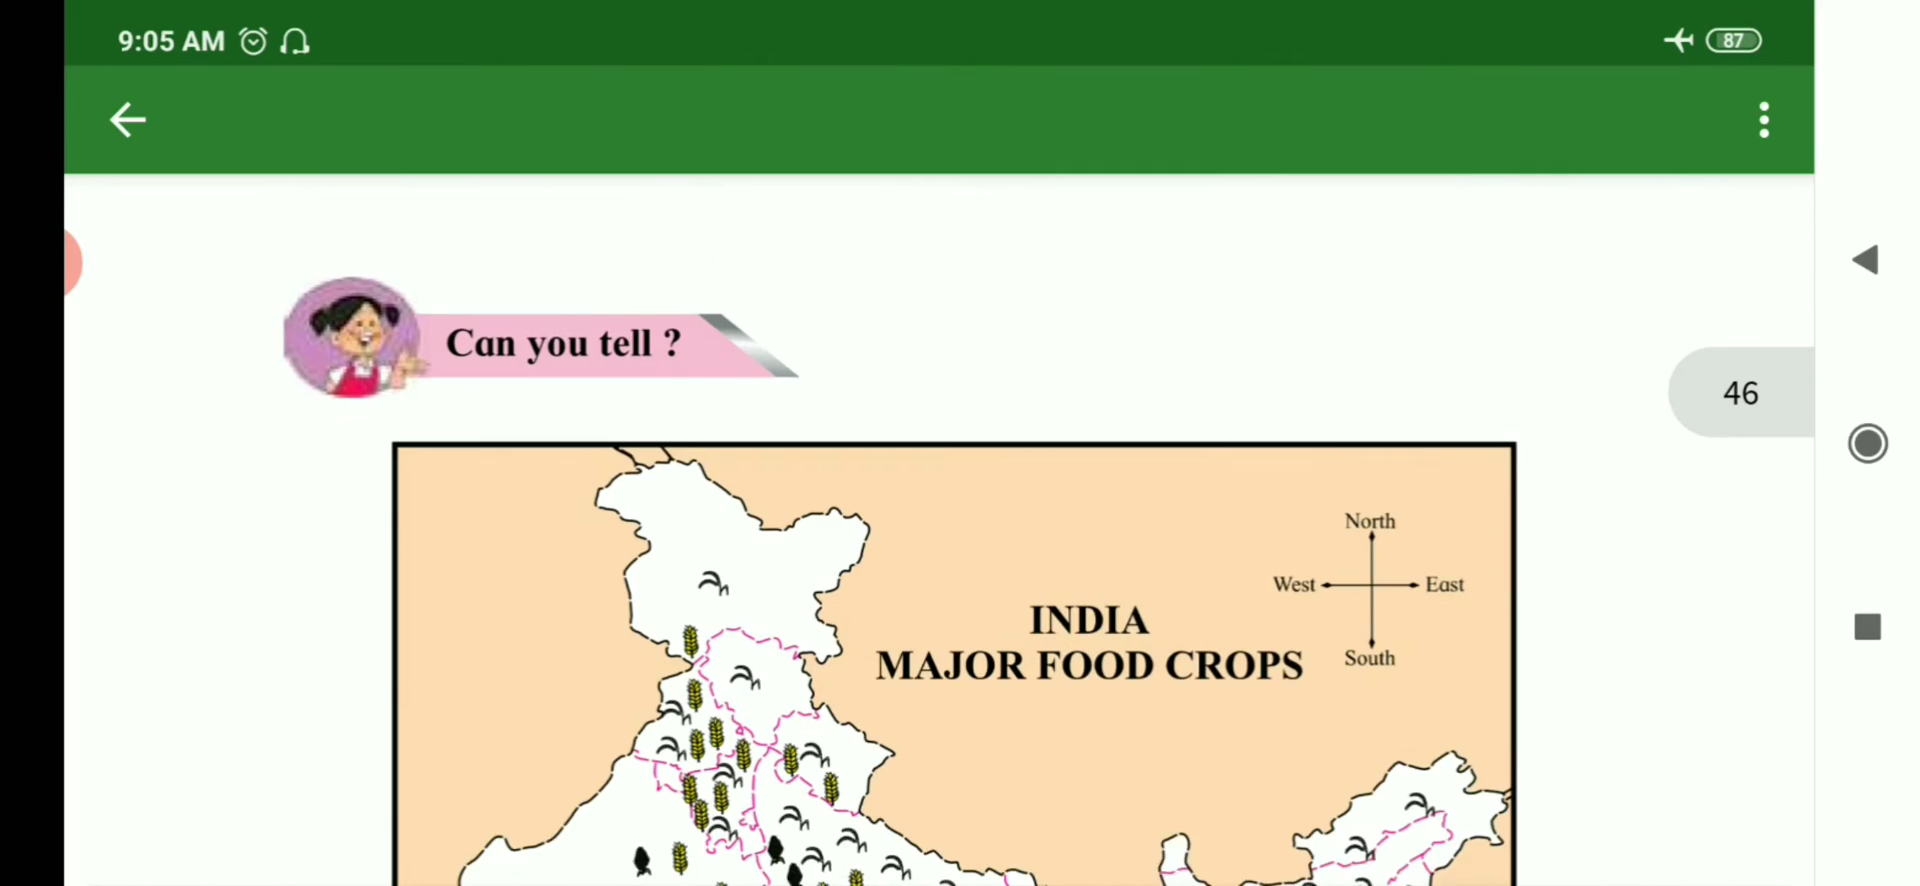 9:05 AM
87
Can you tell ?
46
North
West East
South
INDIA
MAJOR FOOD CROPS